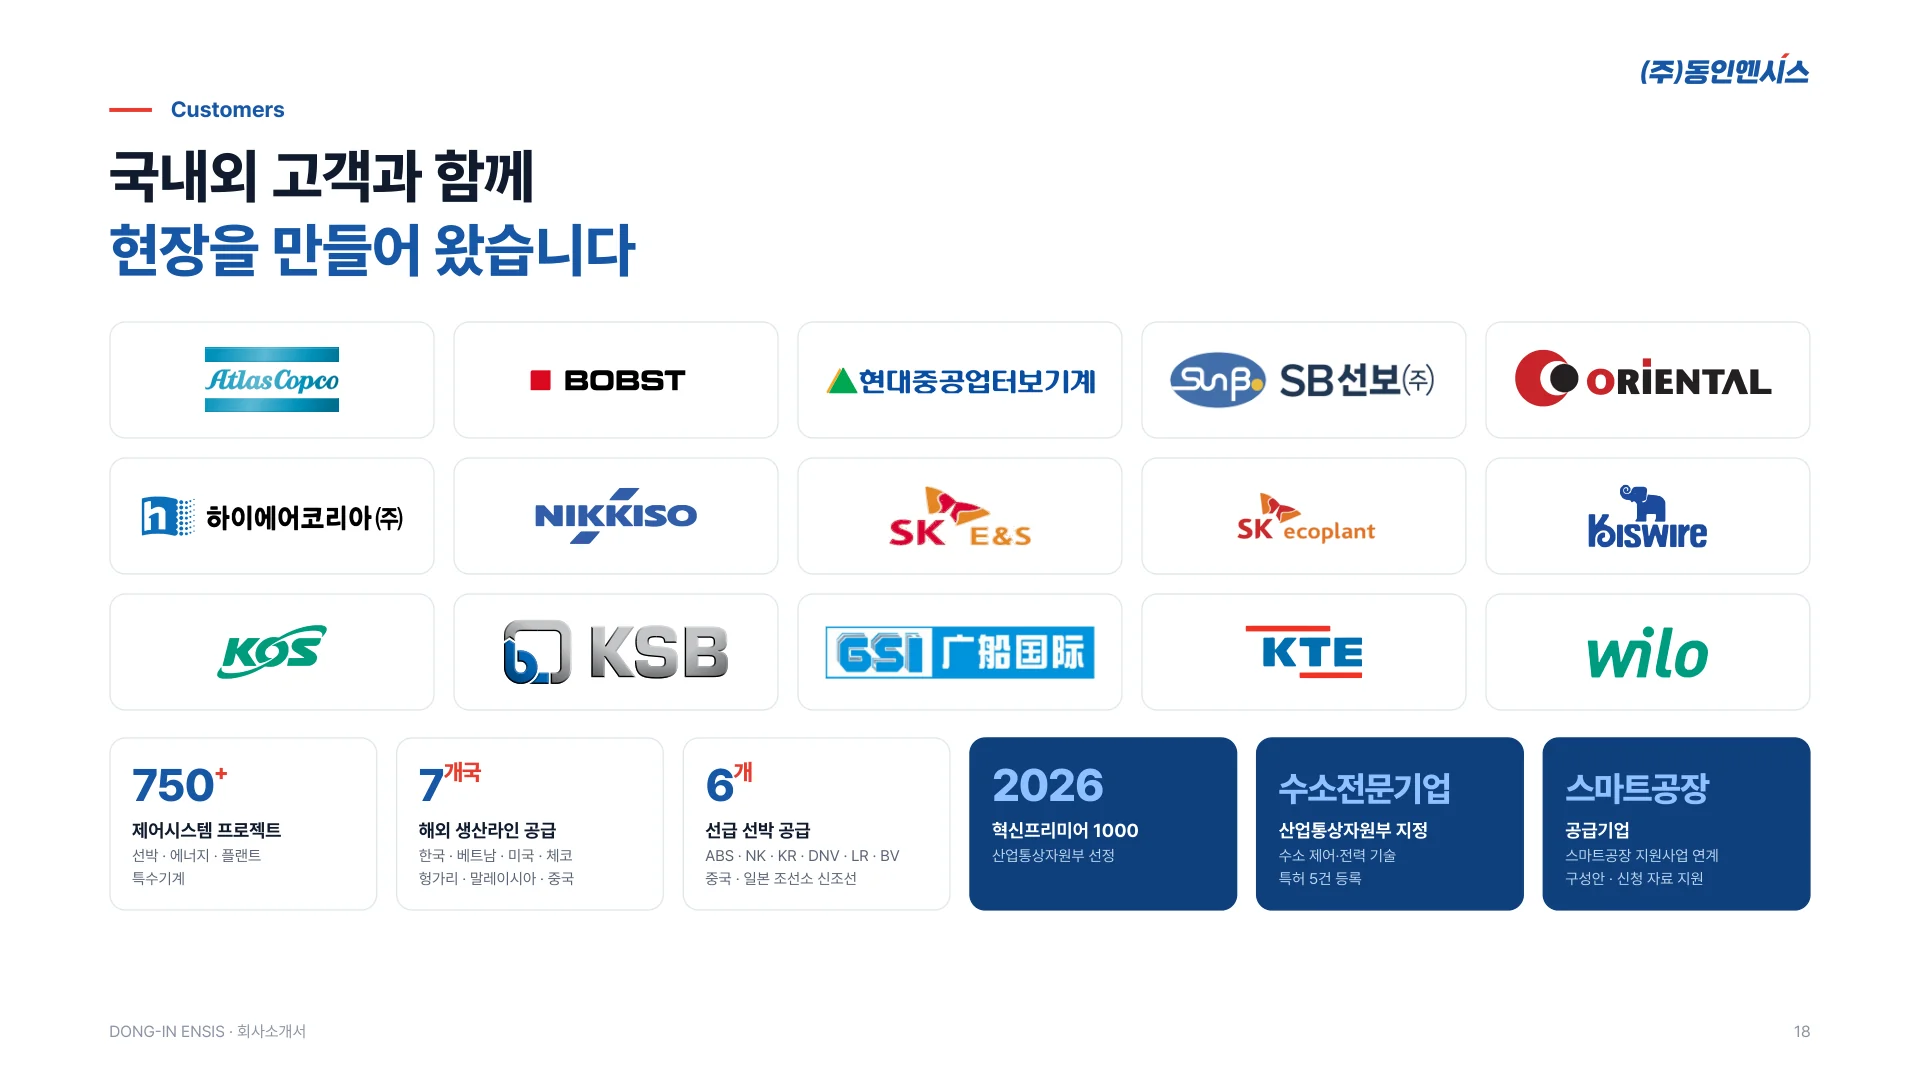 (주)동인엔시스
Customers
국내외 고객과 함께
현장을 만들어 왔습니다
Atlas Copco
BOBST
현대중공업터보기계
SunBo SB선보(주)
ORiENTAL
h 하이에어코리아(주)
NIKKISO
SK E&S
SK ecoplant
KISWIRE
KOS
KSB
GSI 广船国际
KTE
wilo
750+
제어시스템 프로젝트
선박 · 에너지 · 플랜트
특수기계
7개국
해외 생산라인 공급
한국 · 베트남 · 미국 · 체코
헝가리 · 말레이시아 · 중국
6개
선급 선박 공급
ABS · NK · KR · DNV · LR · BV
중국 · 일본 조선소 신조선
2026
혁신프리미어 1000
산업통상자원부 선정
수소전문기업
산업통상자원부 지정
수소 제어·전력 기술
특허 5건 등록
스마트공장
공급기업
스마트공장 지원사업 연계
구성안 · 신청 자료 지원
DONG-IN ENSIS · 회사소개서
18